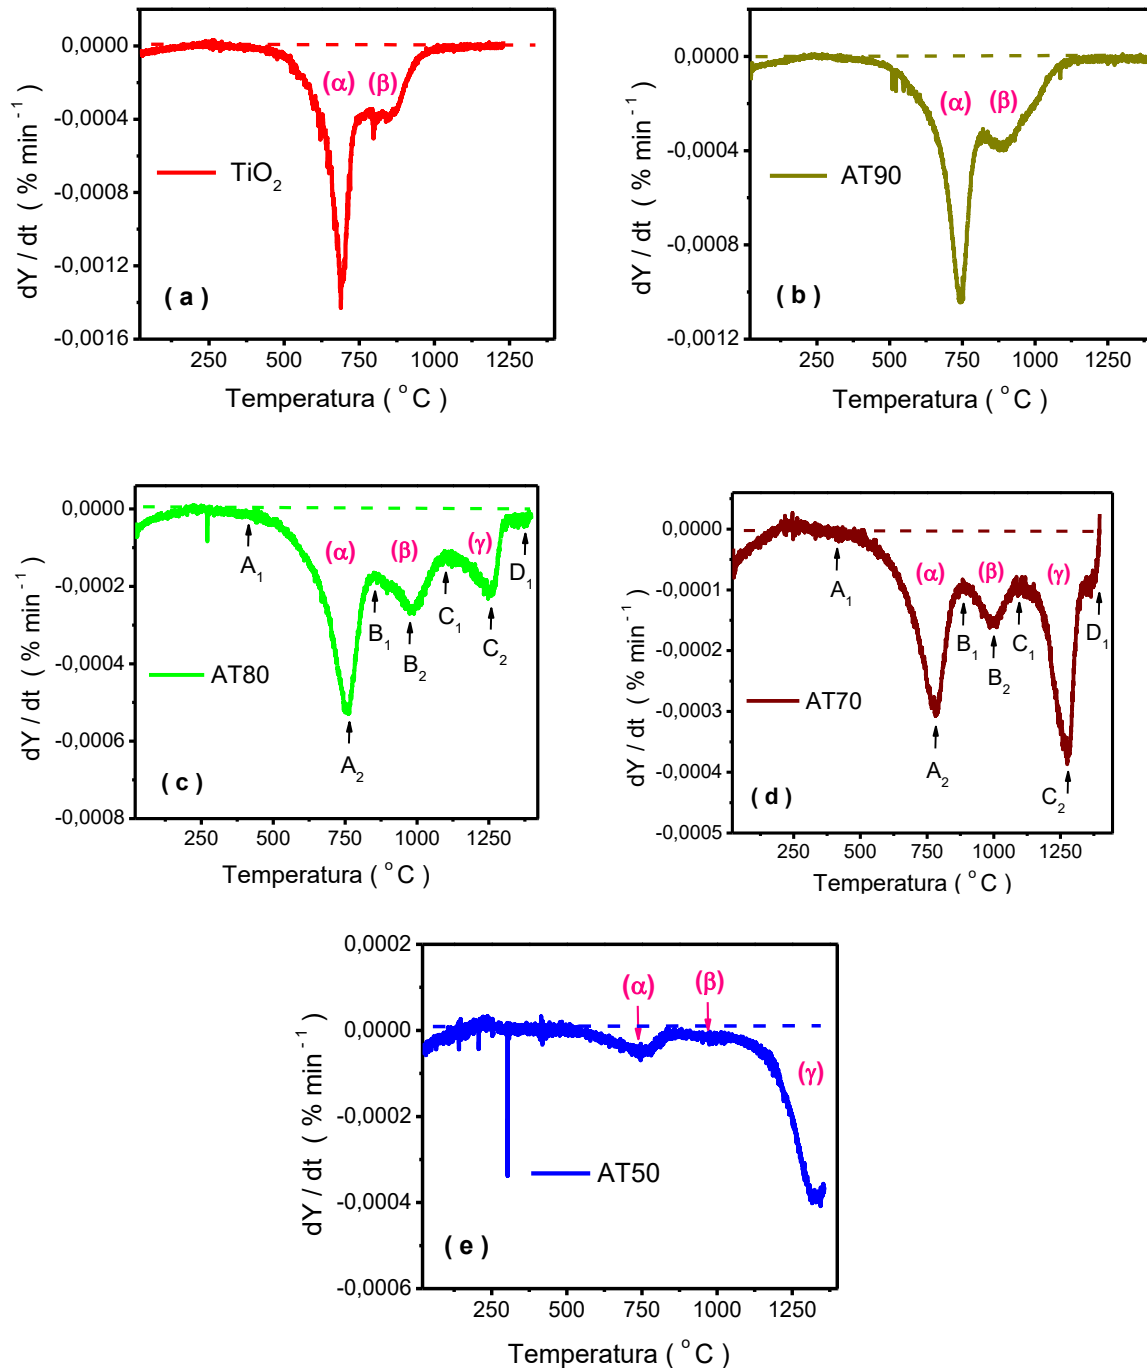 0,0000
-0,0004
-0,0008
-0,0012
-0,0016
dY / dt ( % min⁻¹ )
(α)
(β)
TiO₂
( a )
250 500 750 1000 1250
Temperatura ( °C )
0,0000
-0,0004
-0,0008
-0,0012
dY / dt ( % min⁻¹ )
(α)
(β)
AT90
( b )
250 500 750 1000
Temperatura ( °C )
0,0000
-0,0002
-0,0004
-0,0006
-0,0008
dY / dt ( % min⁻¹ )
(α)
(β)
(γ)
A₁
A₂
B₁
B₂
C₁
C₂
D₁
AT80
( c )
250 500 750 1000 1250
Temperatura ( °C )
0,0000
-0,0001
-0,0002
-0,0003
-0,0004
-0,0005
dY / dt ( % min⁻¹ )
(α)
(β)
(γ)
A₁
A₂
B₁
B₂
C₁
C₂
D₁
AT70
( d )
250 500 750 1000 1250
Temperatura ( °C )
0,0002
0,0000
-0,0002
-0,0004
-0,0006
dY / dt ( % min⁻¹ )
(α)
(β)
(γ)
AT50
( e )
250 500 750 1000 1250
Temperatura ( °C )